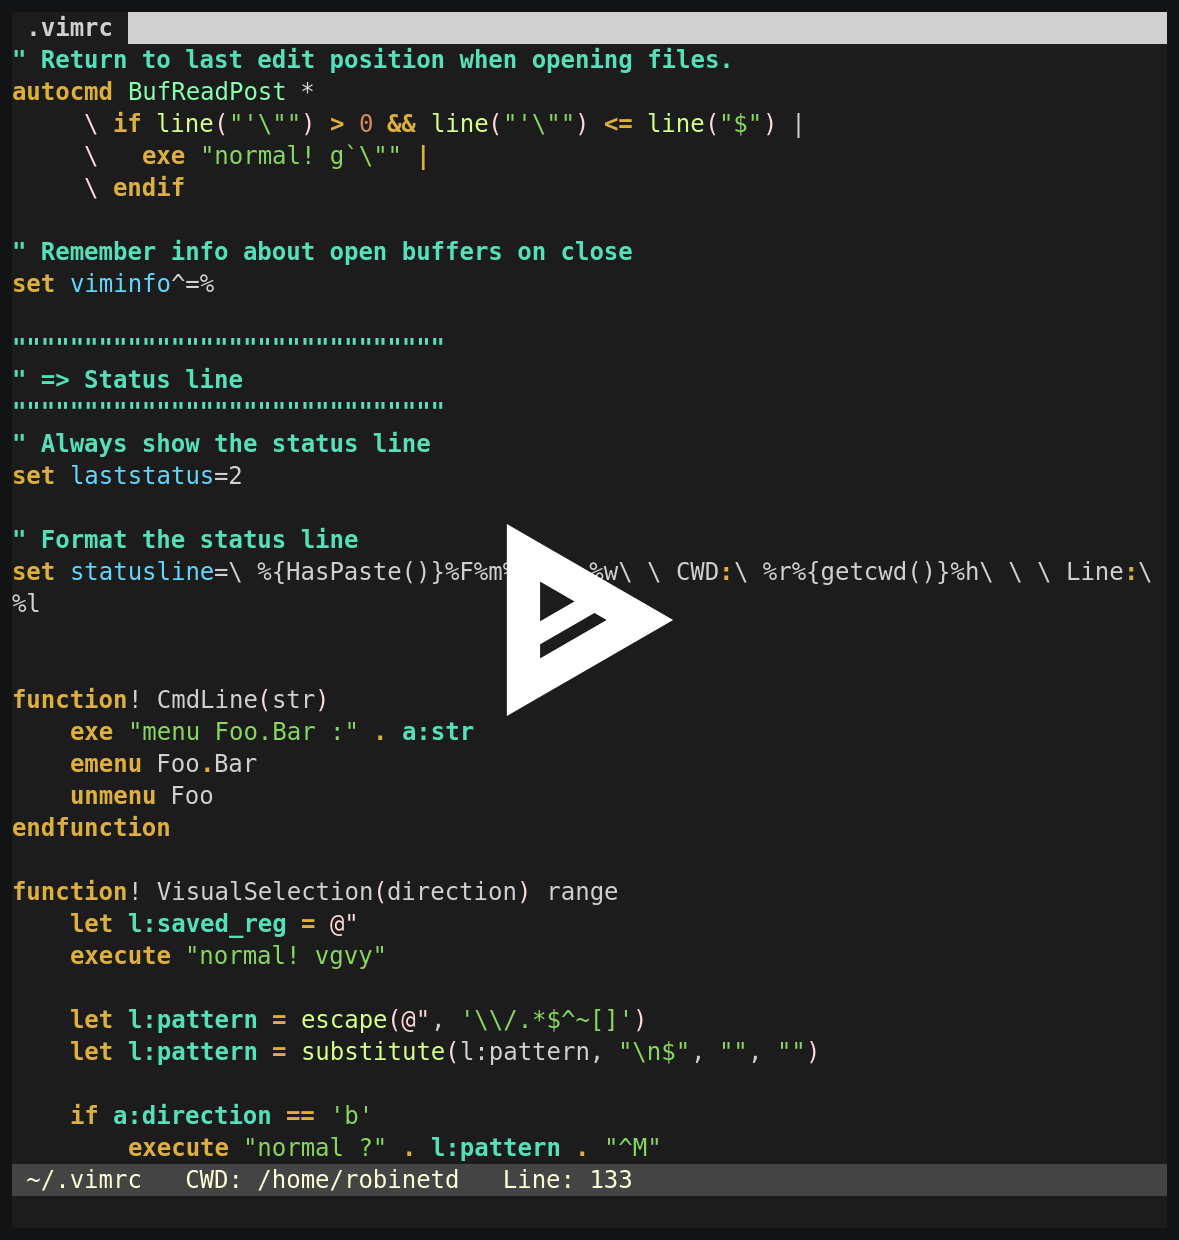 .vimrc
" Return to last edit position when opening files.
autocmd BufReadPost *
     \ if line("'\"") > 0 && line("'\"") <= line("$") |
     \   exe "normal! g`\"" |
     \ endif
" Remember info about open buffers on close
set viminfo^=%
""""""""""""""""""""""""""""""
" => Status line
""""""""""""""""""""""""""""""
" Always show the status line
set laststatus=2
" Format the status line
set statusline=\ %{HasPaste()}%F%m% %w\ \ CWD:\ %r%{getcwd()}%h\ \ \ Line:\
%l
function! CmdLine(str)
    exe "menu Foo.Bar :" . a:str
    emenu Foo.Bar
    unmenu Foo
endfunction
function! VisualSelection(direction) range
    let l:saved_reg = @"
    execute "normal! vgvy"
    let l:pattern = escape(@", '\\/.*$^~[]')
    let l:pattern = substitute(l:pattern, "\n$", "", "")
    if a:direction == 'b'
        execute "normal ?" . l:pattern . "^M"
~/.vimrc   CWD: /home/robinetd   Line: 133